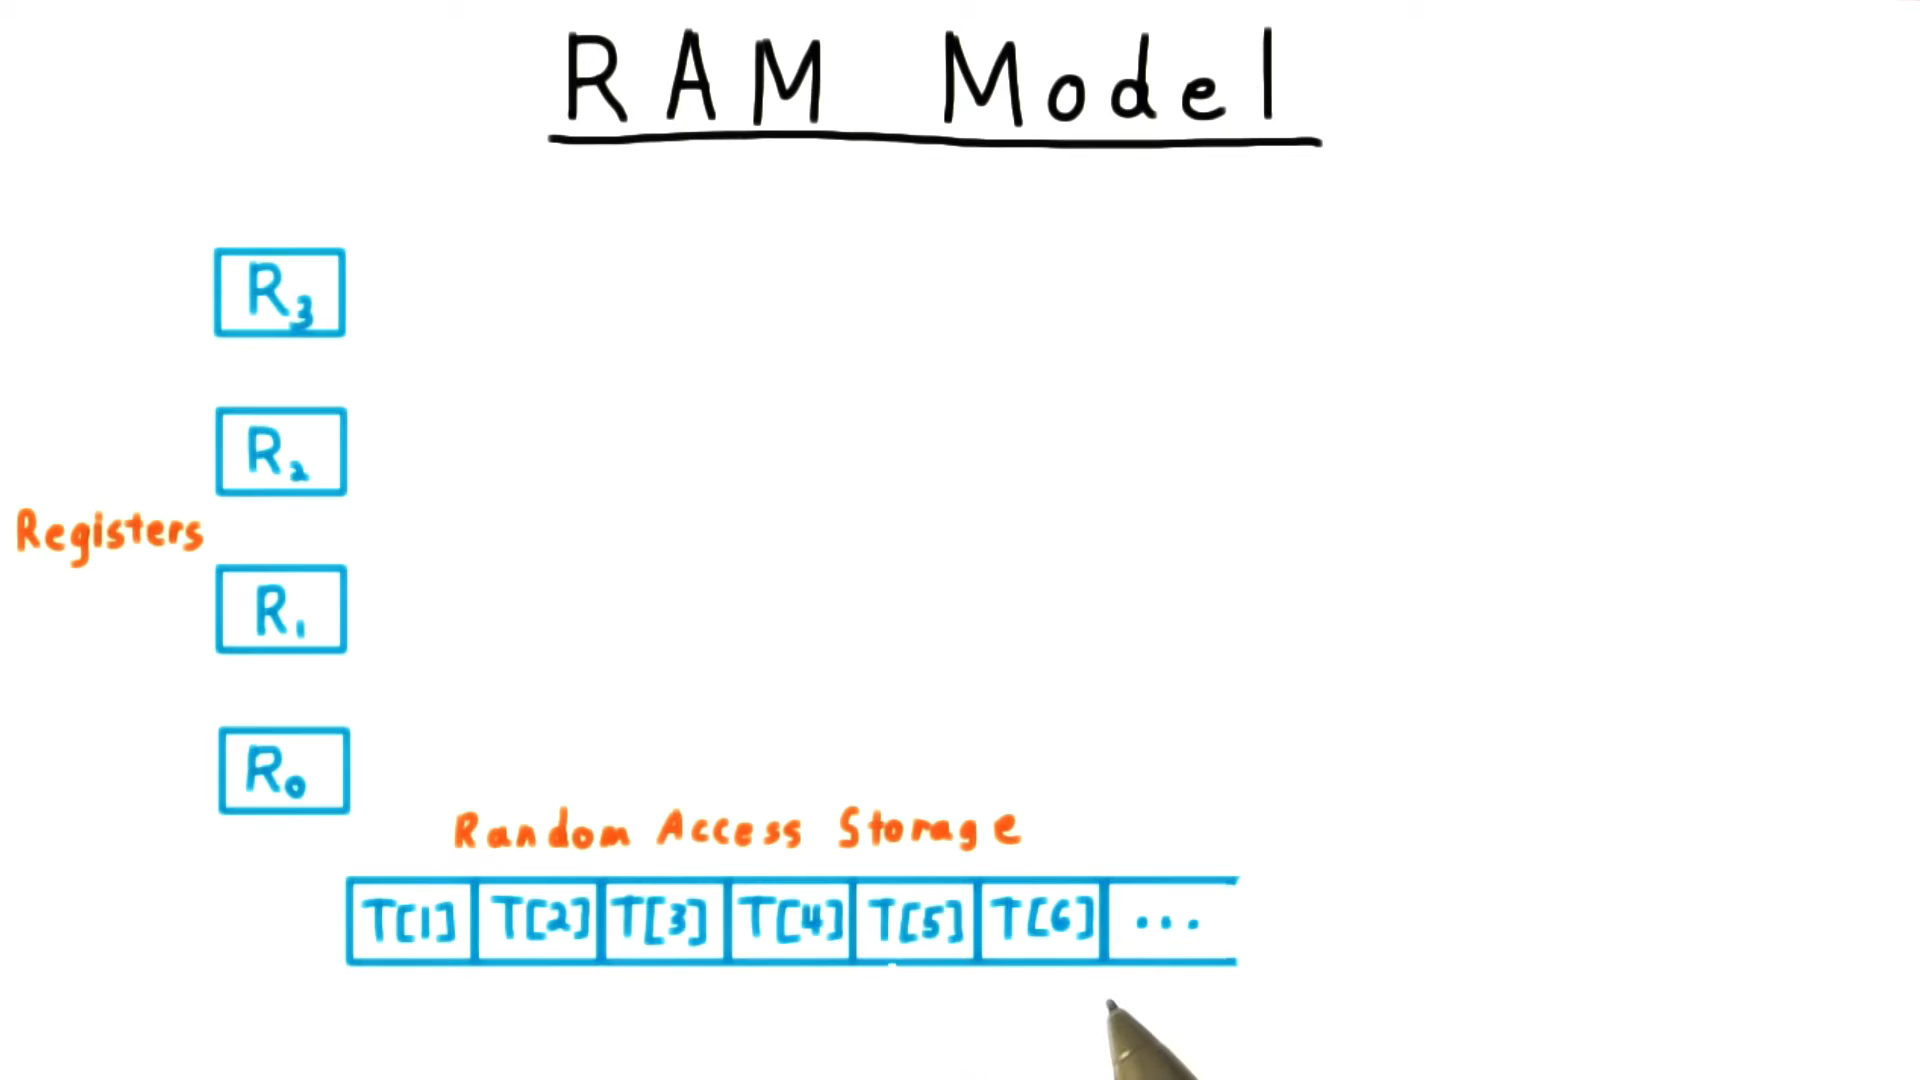 RAM Model
R3
R2
Registers
R1
R0
Random Access Storage
T[1] T[2] T[3] T[4] T[5] T[6] ...